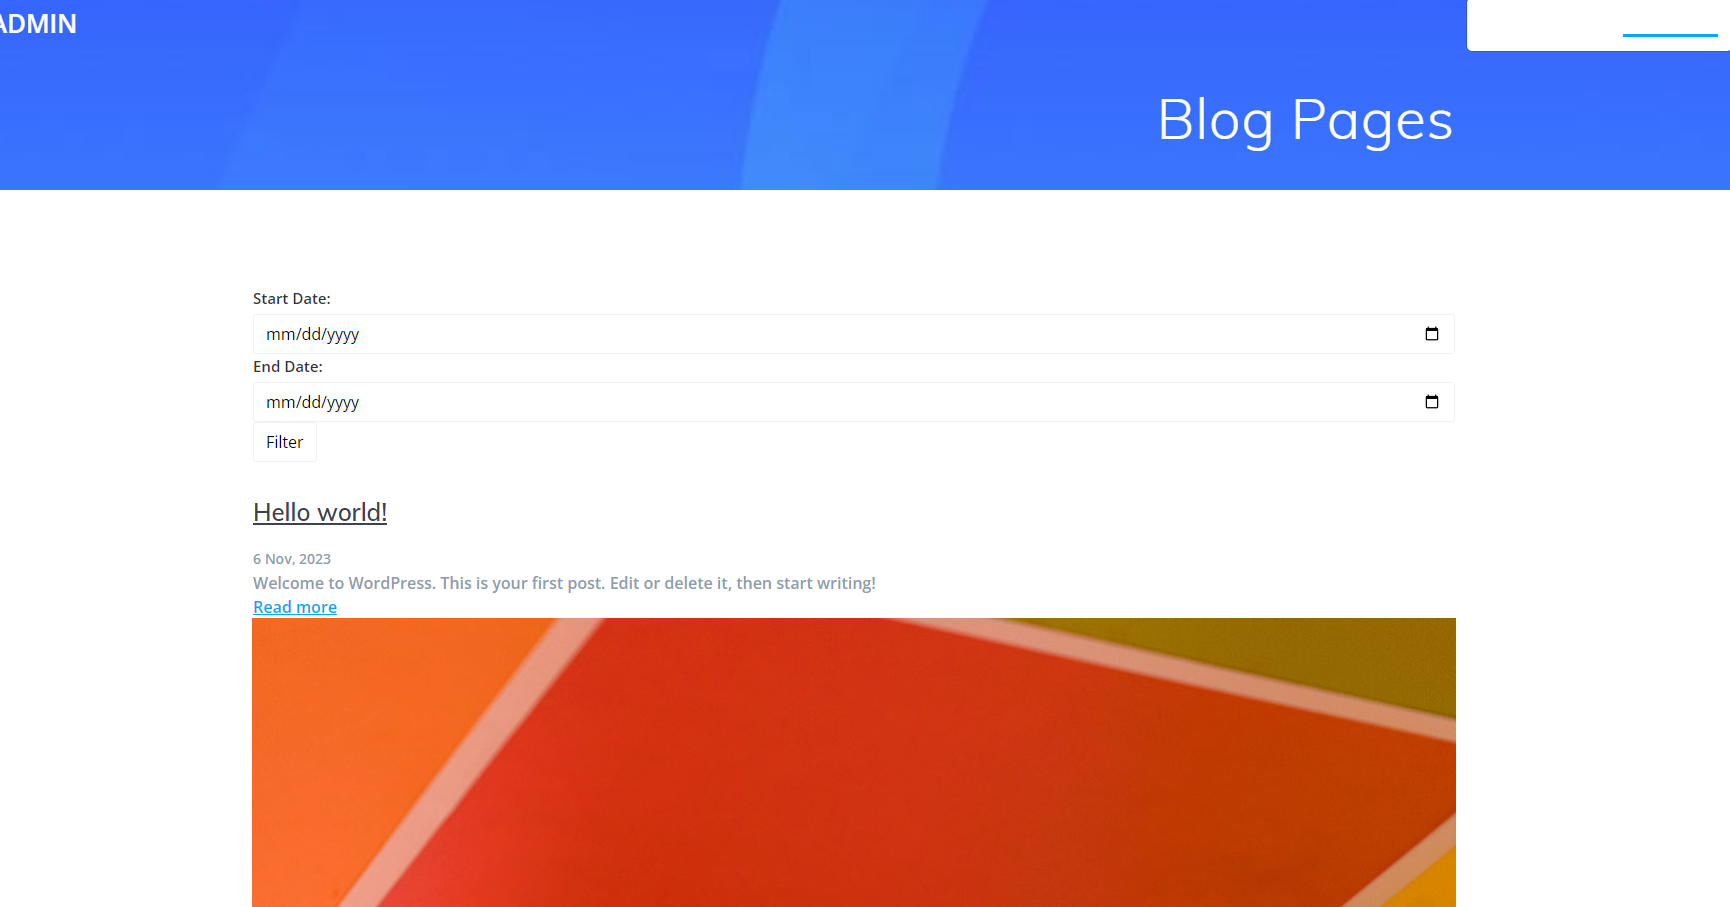 ADMIN
Blog Pages
Start Date:
mm/dd/yyyy
End Date:
mm/dd/yyyy
Filter
Hello world!
6 Nov, 2023
Welcome to WordPress. This is your first post. Edit or delete it, then start writing!
Read more